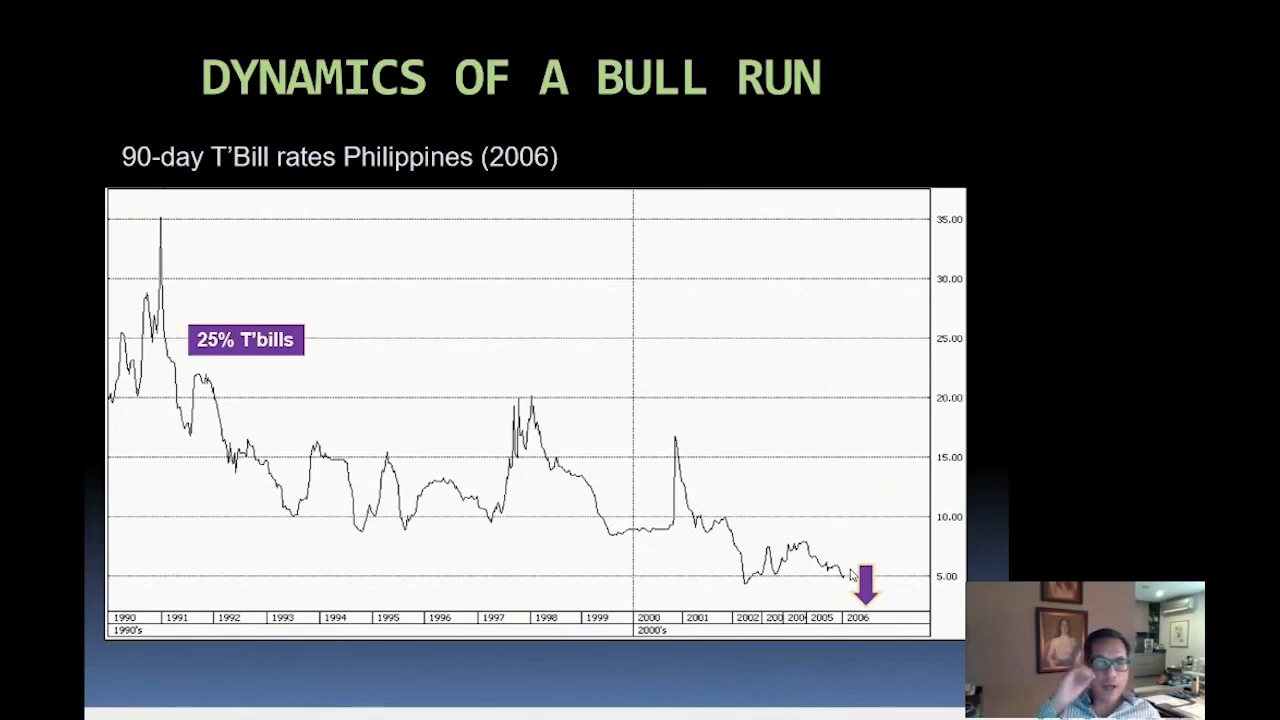 DYNAMICS OF A BULL RUN
90-day T'Bill rates Philippines (2006)
35.00
30.00
25% T'bills
25.00
20.00
15.00
10.00
5.00
1990 1991 1992 1993 1994 1995 1996 1997 1998 1999 2000 2001 2002 200 200 2005 2006
1990's 2000's